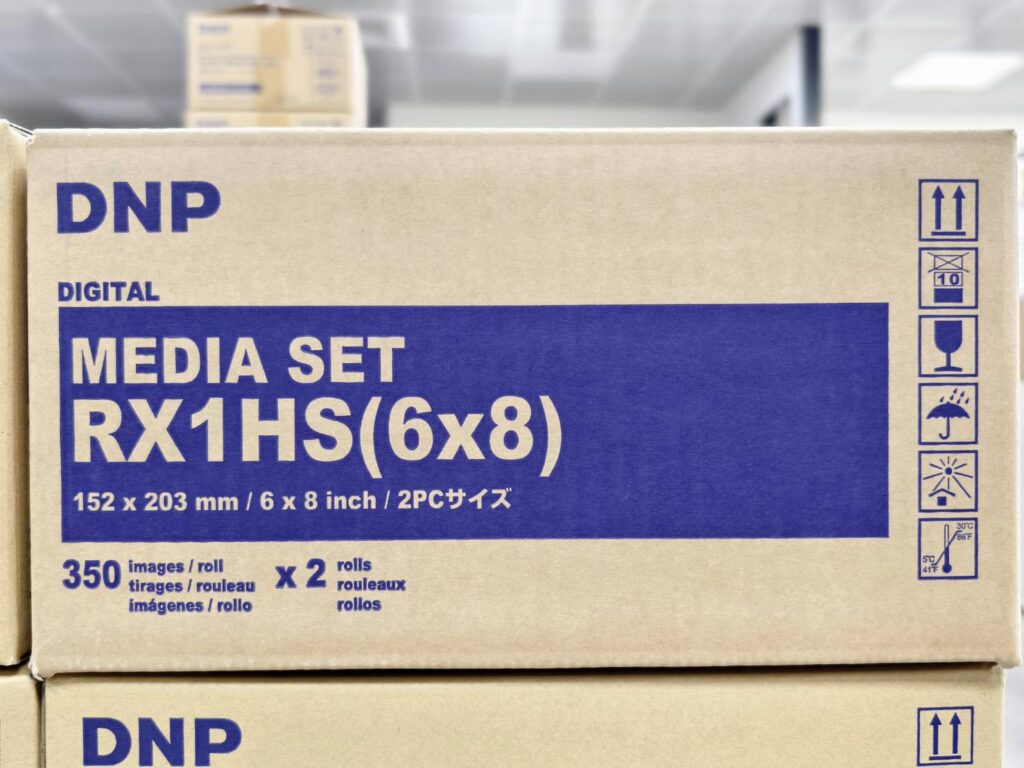 DNP
DNP
DIGITAL
MEDIA SET
RX1HS(6x8)
152 x 203 mm / 6 x 8 inch / 2PCサイズ
350 images / roll
tirages / rouleau
imágenes / rollo
x 2 rolls
rouleaux
rollos
10
30°C
86°F
5°C
41°F
DNP